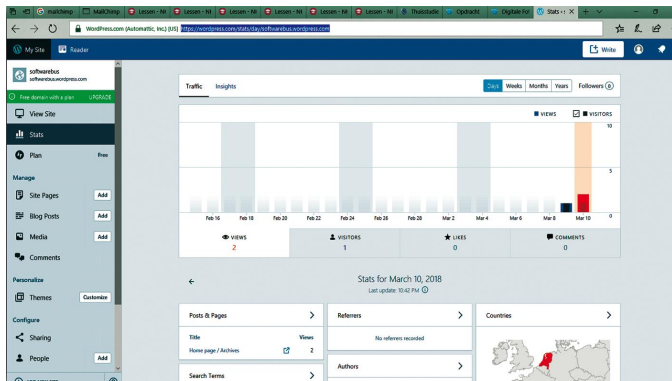 mailchimp
MailChimp
Lessen - NI
Lessen - NI
Lessen - NI
Lessen - NI
Lessen - NI
Thuisstudie
Opdracht
Digitale Fol
Stats ‹ s
WordPress.com (Automattic, Inc.) [US]
https://wordpress.com/stats/day/softwarebus.wordpress.com
My Site
Reader
Write
softwarebus
softwarebus.wordpress.com
Free domain with a plan UPGRADE
View Site
Stats
Plan Free
Manage
Site Pages Add
Blog Posts Add
Media Add
Comments
Personalize
Themes Customize
Configure
Sharing
People Add
Traffic Insights
Days Weeks Months Years Followers 6
VIEWS VISITORS
10
5
0
Feb 16 Feb 18 Feb 20 Feb 22 Feb 24 Feb 26 Feb 28 Mar 2 Mar 4 Mar 6 Mar 8 Mar 10
VIEWS VISITORS LIKES COMMENTS
2 1 0 0
Stats for March 10, 2018
Last update: 10:42 PM
Posts & Pages
Title Views
Home page / Archives 2
Search Terms
Referrers
No referrers recorded
Authors
Countries